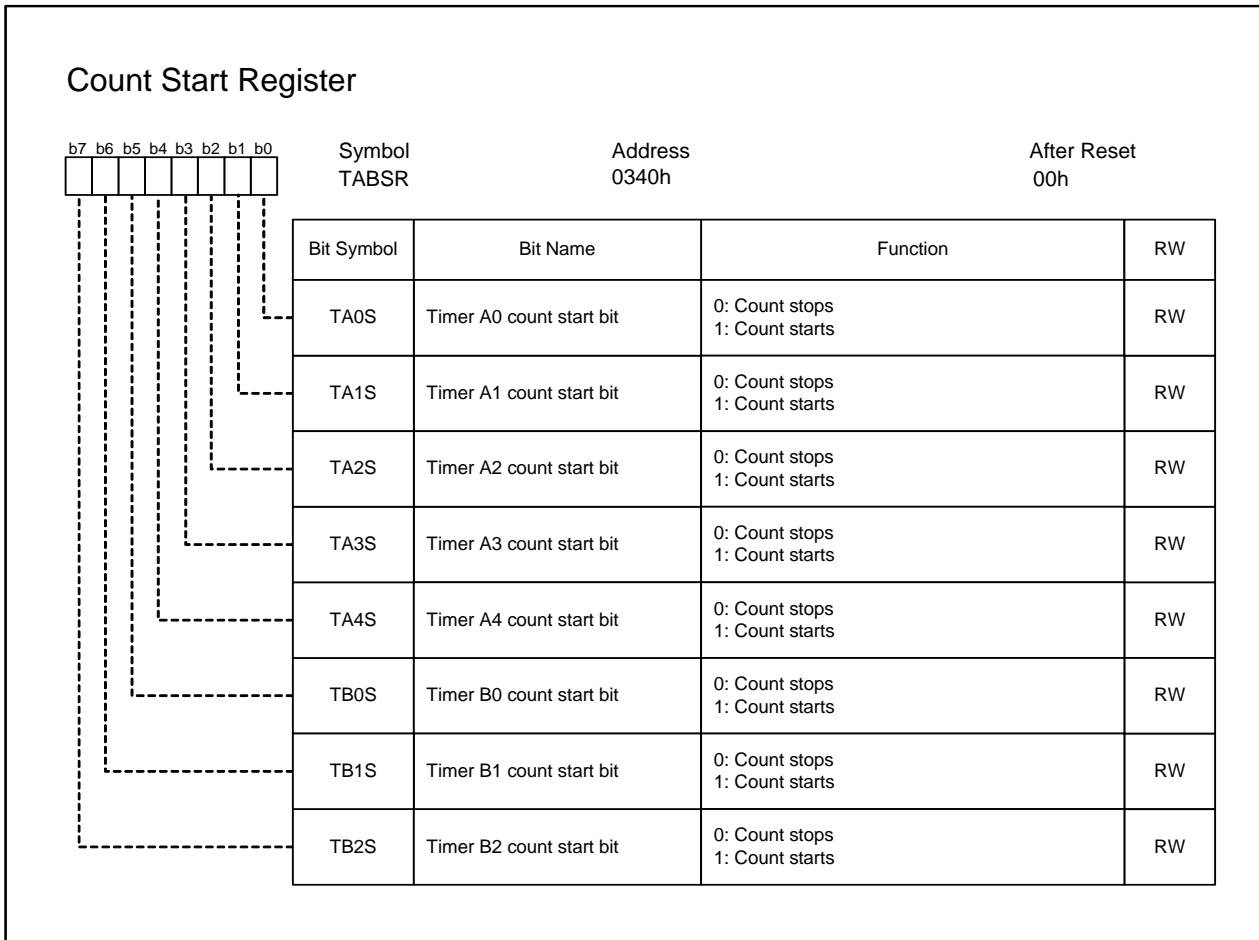 Count Start Register
b7 b6 b5 b4 b3 b2 b1 b0
Symbol Address After Reset
TABSR 0340h 00h
Bit Symbol Bit Name Function RW
TA0S Timer A0 count start bit 0: Count stops
1: Count starts RW
TA1S Timer A1 count start bit 0: Count stops
1: Count starts RW
TA2S Timer A2 count start bit 0: Count stops
1: Count starts RW
TA3S Timer A3 count start bit 0: Count stops
1: Count starts RW
TA4S Timer A4 count start bit 0: Count stops
1: Count starts RW
TB0S Timer B0 count start bit 0: Count stops
1: Count starts RW
TB1S Timer B1 count start bit 0: Count stops
1: Count starts RW
TB2S Timer B2 count start bit 0: Count stops
1: Count starts RW